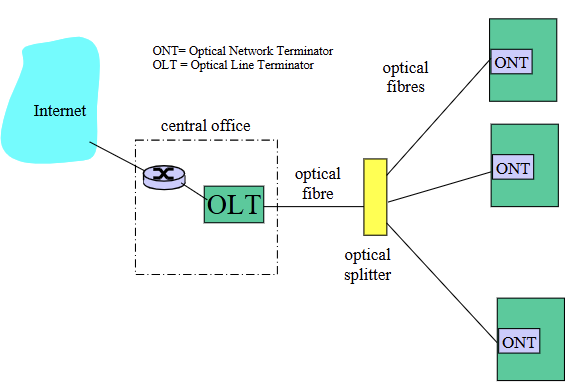 ONT= Optical Network Terminator
OLT = Optical Line Terminator
Internet
central office
OLT
optical
fibre
optical
splitter
optical
fibres
ONT
ONT
ONT